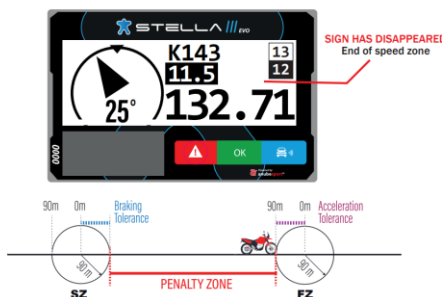 STELLA III EVO
SIGN HAS DISAPPEARED
End of speed zone
K143
13
11.5
12
25°
132.71
0000
OK
90m 0m Braking Tolerance
90m 0m Acceleration Tolerance
90 m
90 m
PENALTY ZONE
SZ
EZ